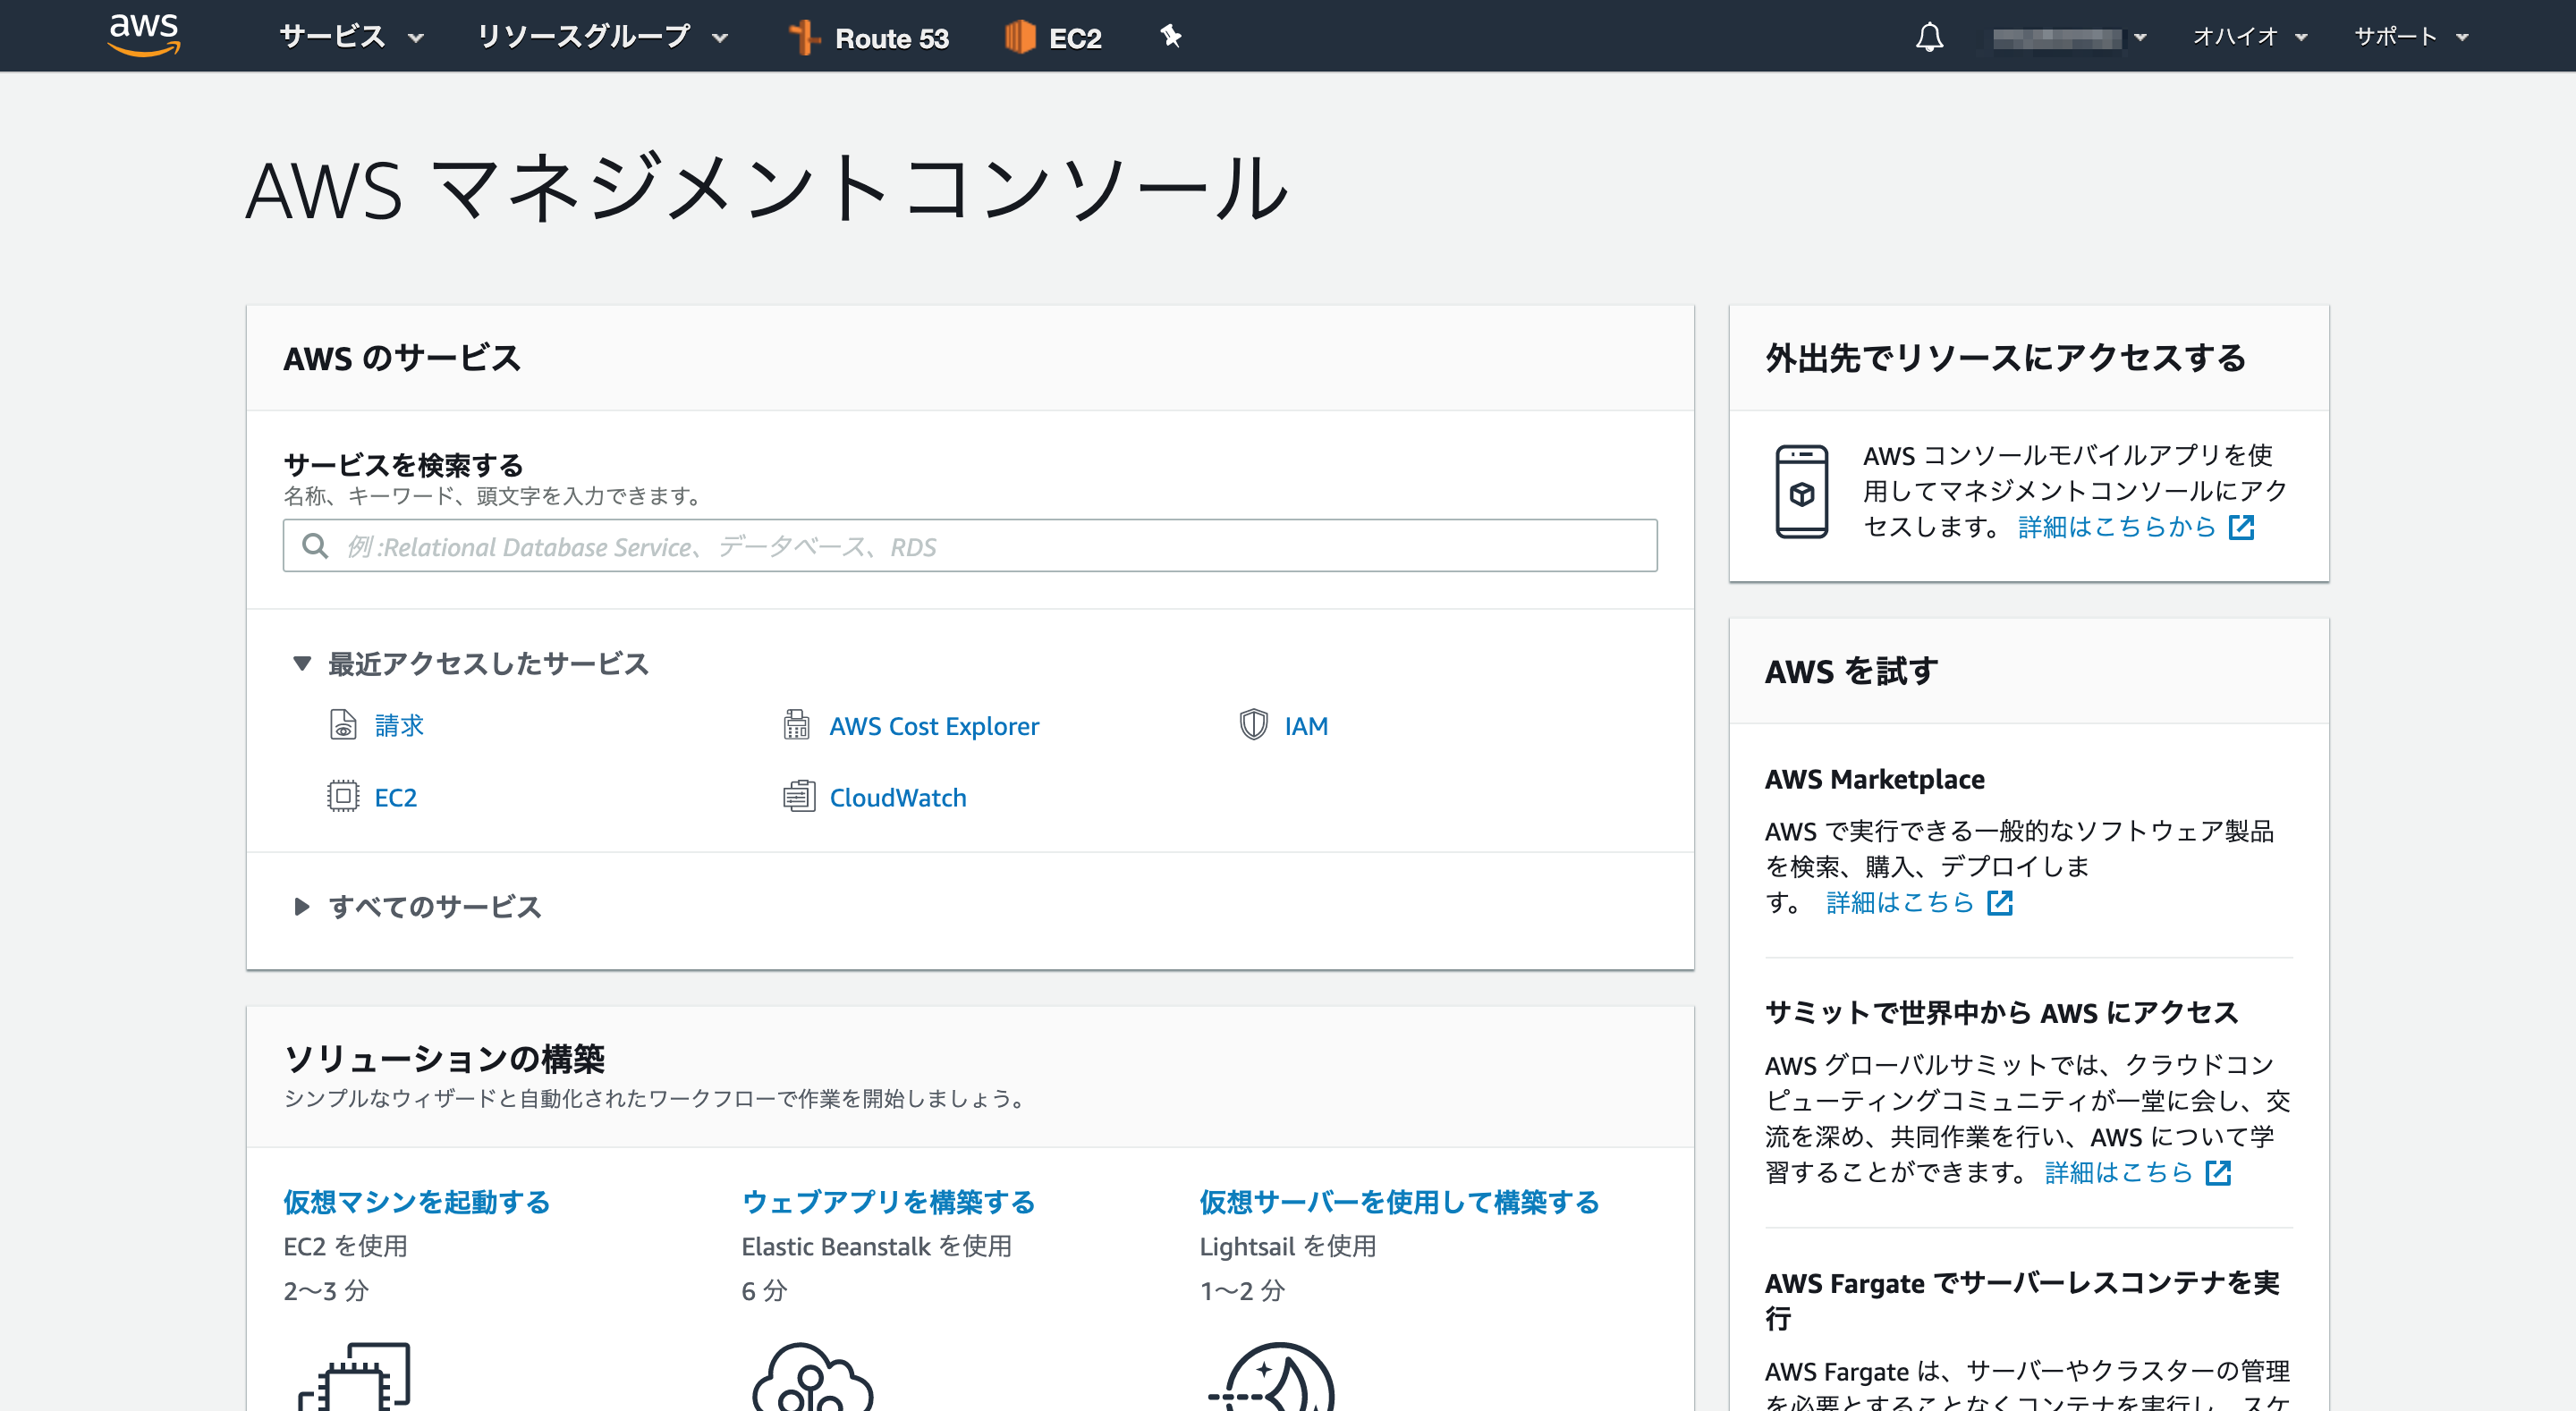 aws サービス リソースグループ Route 53 EC2 オハイオ サポート
AWS マネジメントコンソール
AWS のサービス
サービスを検索する
名称、キーワード、頭文字を入力できます。
例 :Relational Database Service、データベース、RDS
最近アクセスしたサービス
請求 AWS Cost Explorer IAM
EC2 CloudWatch
すべてのサービス
ソリューションの構築
シンプルなウィザードと自動化されたワークフローで作業を開始しましょう。
仮想マシンを起動する
EC2 を使用
2～3 分
ウェブアプリを構築する
Elastic Beanstalk を使用
6 分
仮想サーバーを使用して構築する
Lightsail を使用
1～2 分
外出先でリソースにアクセスする
AWS コンソールモバイルアプリを使
用してマネジメントコンソールにアク
セスします。 詳細はこちらから
AWS を試す
AWS Marketplace
AWS で実行できる一般的なソフトウェア製品
を検索、購入、デプロイしま
す。 詳細はこちら
サミットで世界中から AWS にアクセス
AWS グローバルサミットでは、クラウドコン
ピューティングコミュニティが一堂に会し、交
流を深め、共同作業を行い、AWS について学
習することができます。 詳細はこちら
AWS Fargate でサーバーレスコンテナを実
行
AWS Fargate は、サーバーやクラスターの管理
を必要とすることなくコンテナを実行し、スケ